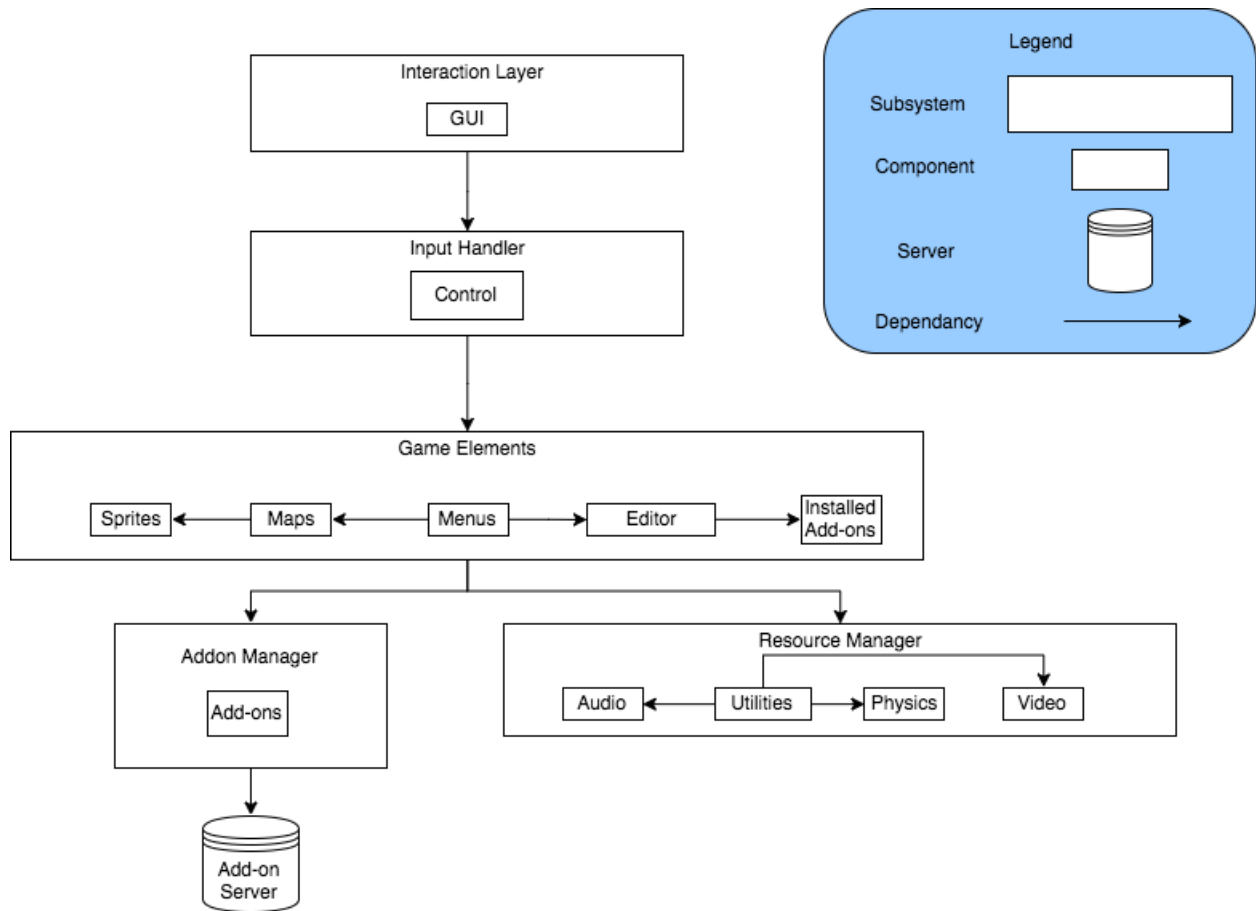 Interaction Layer
GUI
Input Handler
Control
Game Elements
Sprites
Maps
Menus
Editor
Installed
Add-ons
Addon Manager
Add-ons
Resource Manager
Audio
Utilities
Physics
Video
Add-on
Server
Legend
Subsystem
Component
Server
Dependancy